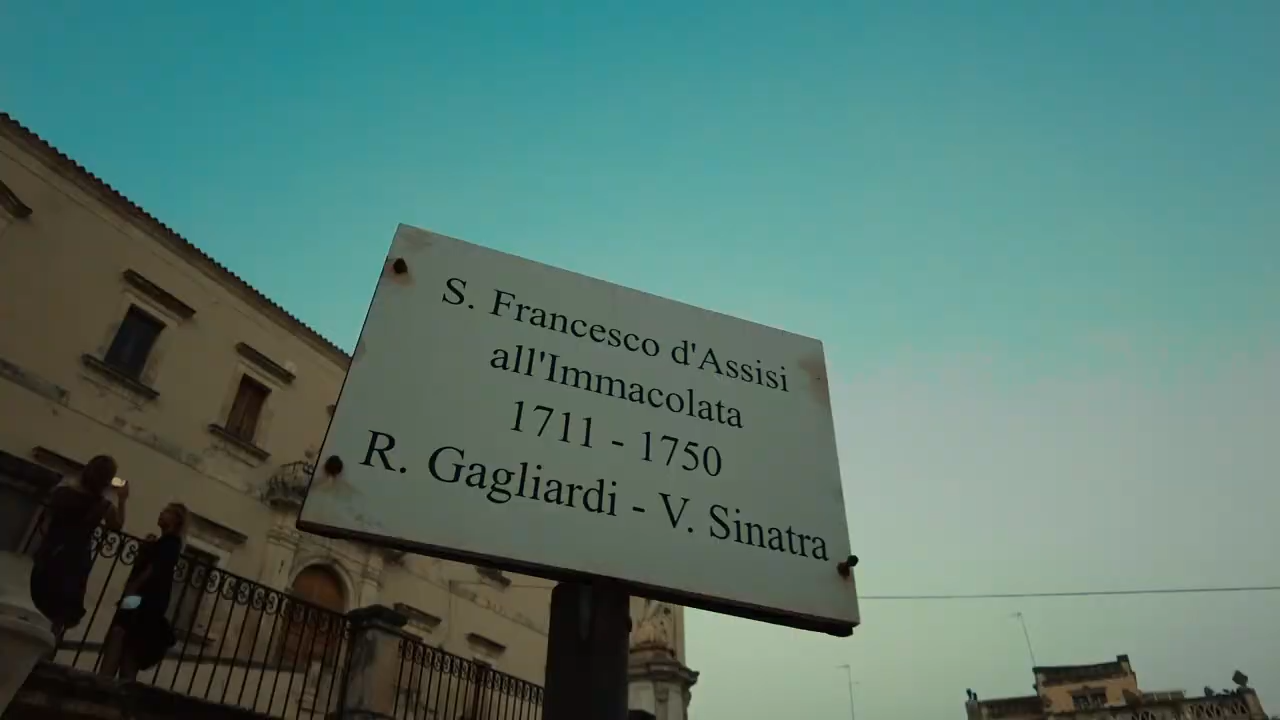 S. Francesco d'Assisi
all'Immacolata
1711 - 1750
R. Gagliardi - V. Sinatra